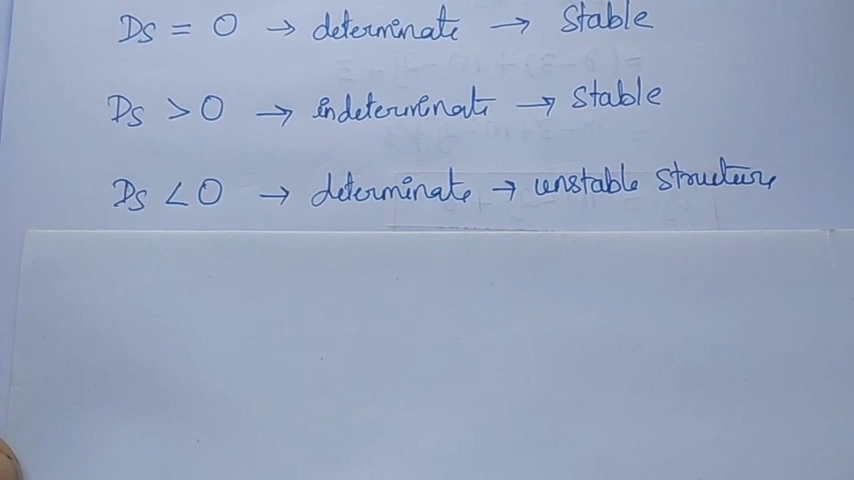 Ds = 0 → determinate → Stable
Ds > 0 → indeterminate → Stable
Ds < 0 → determinate → unstable structure